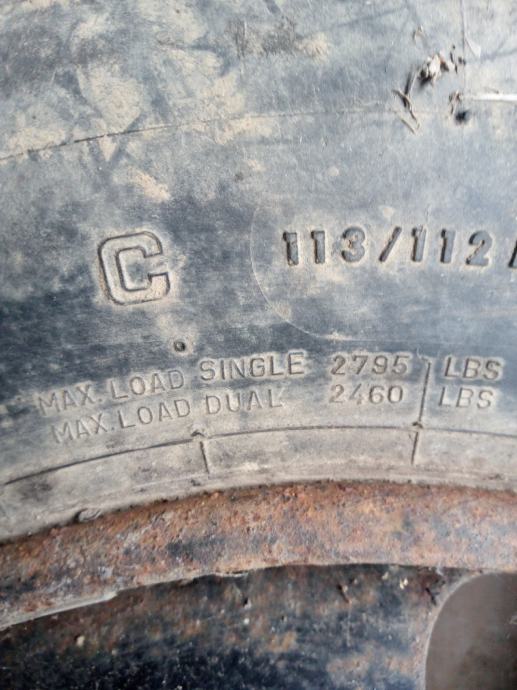 C 113/112
MAX. LOAD SINGLE 2795 LBS
MAX. LOAD DUAL 2460 LBS